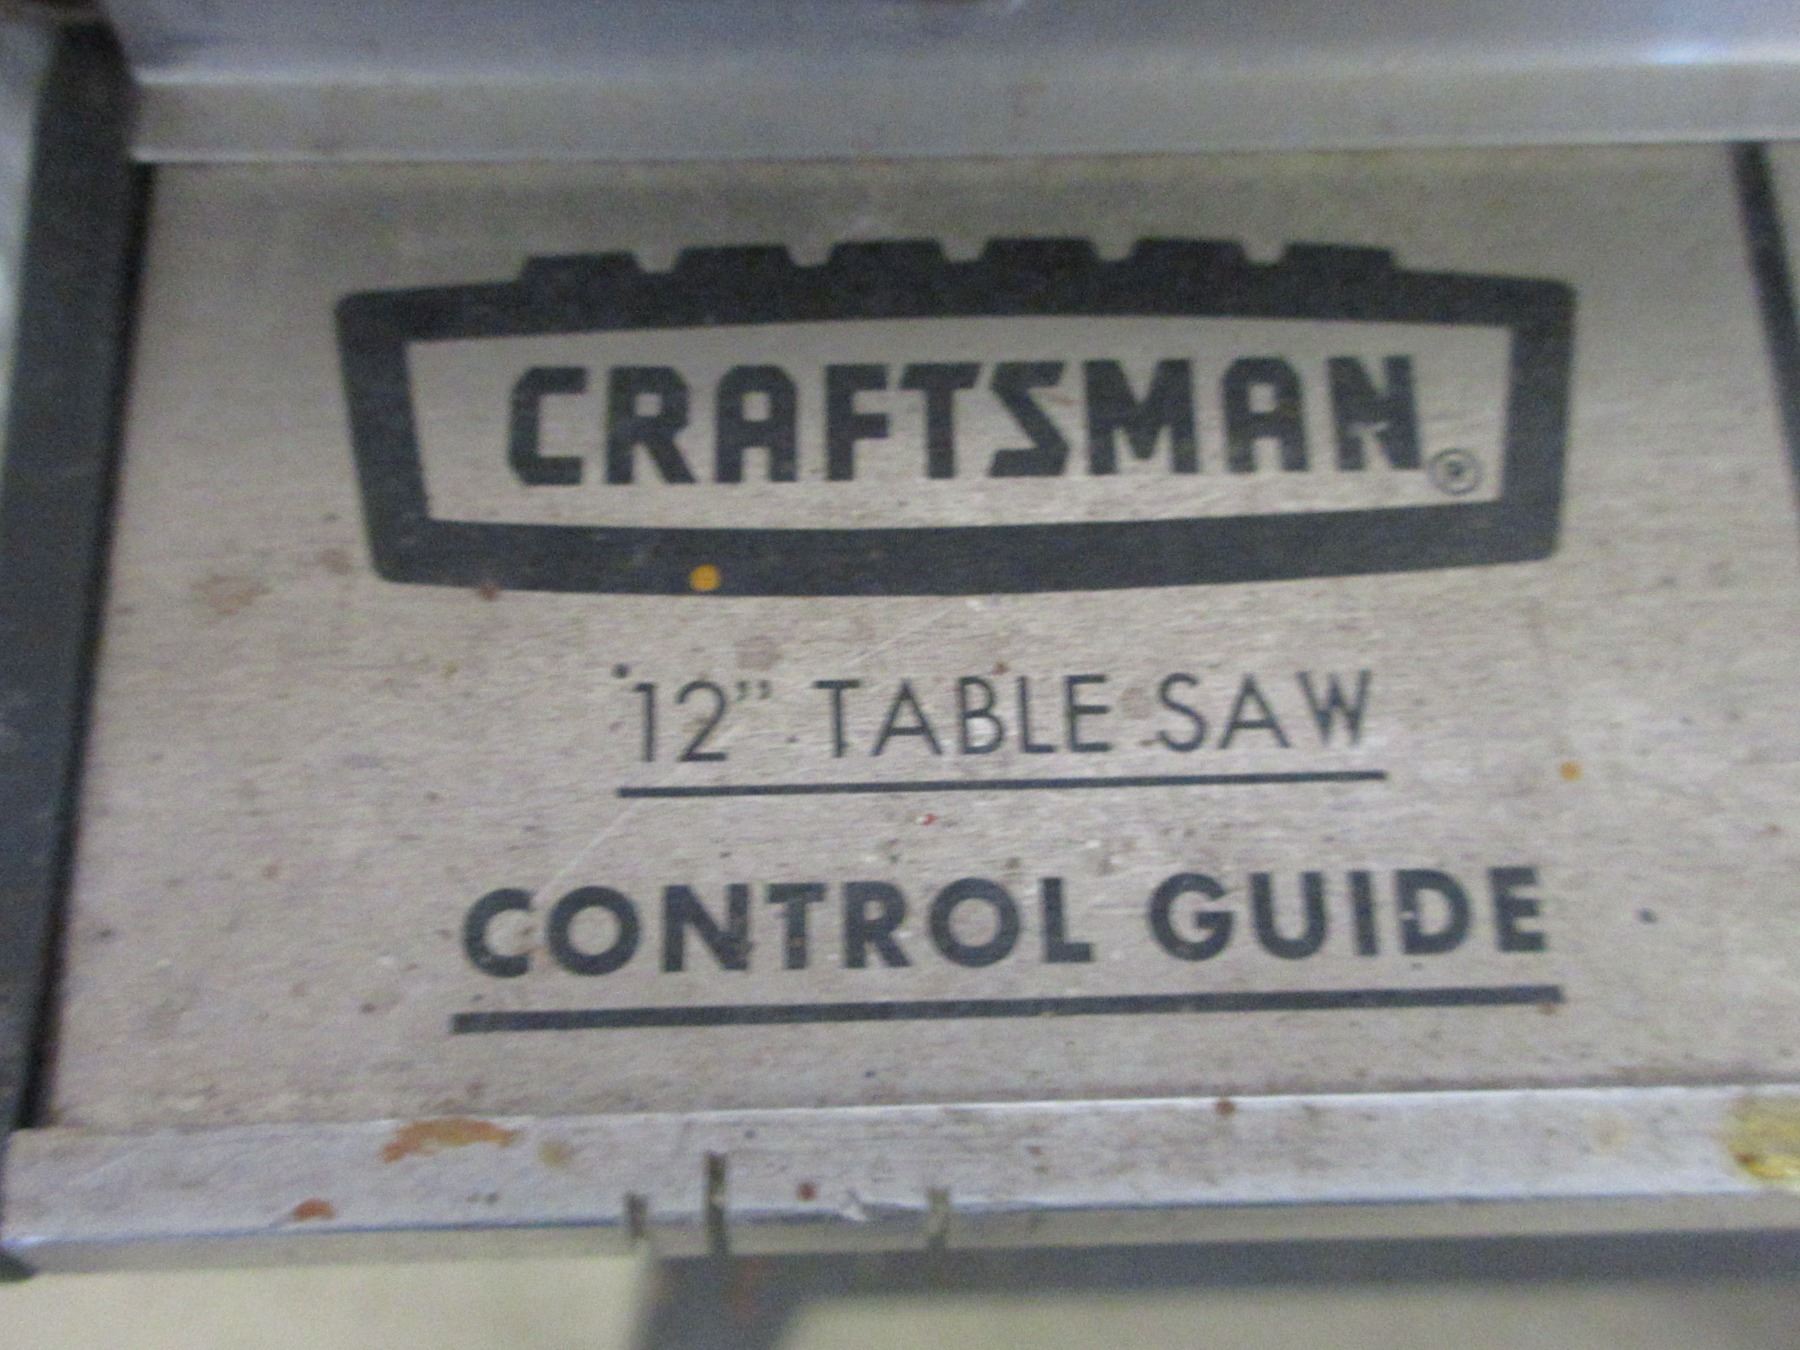 CRAFTSMAN®
12” TABLE SAW
CONTROL GUIDE